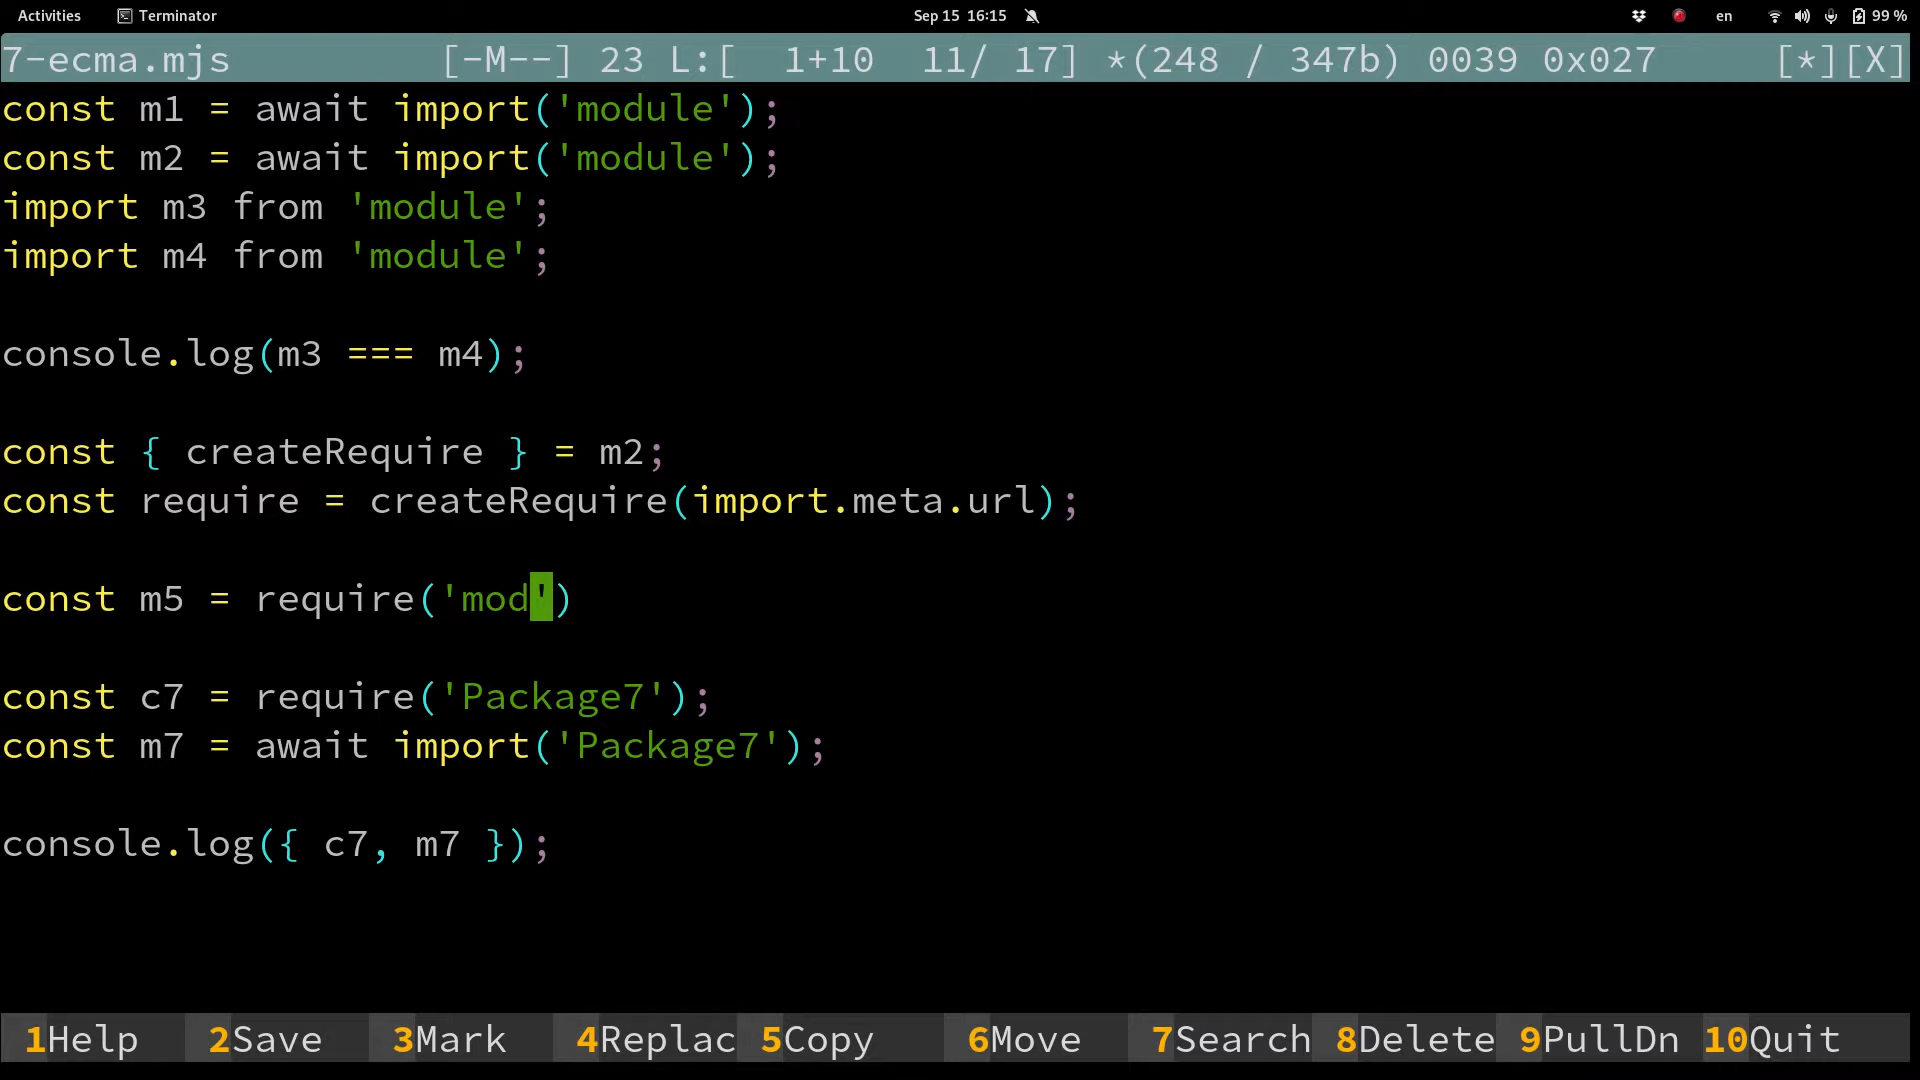 Activities Terminator Sep 15 16:15 en 99 %
7-ecma.mjs [-M--] 23 L:[ 1+10 11/ 17] *(248 / 347b) 0039 0x027 [*][X]
const m1 = await import('module');
const m2 = await import('module');
import m3 from 'module';
import m4 from 'module';
console.log(m3 === m4);
const { createRequire } = m2;
const require = createRequire(import.meta.url);
const m5 = require('mod')
const c7 = require('Package7');
const m7 = await import('Package7');
console.log({ c7, m7 });
1Help 2Save 3Mark 4Replac 5Copy 6Move 7Search 8Delete 9PullDn 10Quit